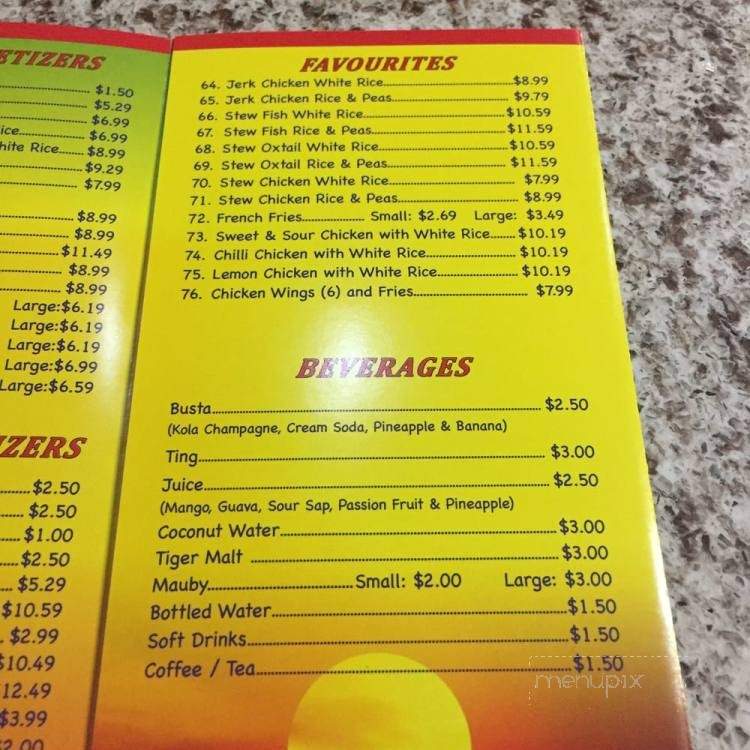 ETIZERS
$1.50
$5.29
$6.99
ice $6.99
hite Rice $8.99
$9.29
$7.99
$8.99
$8.99
$11.49
$8.99
$8.99
Large:$6.19
Large:$6.19
Large:$6.19
Large:$6.99
Large:$6.59
IZERS
$2.50
$2.50
$1.00
$2.50
$5.29
$10.59
$2.99
$10.49
12.49
$3.99
2.00
FAVOURITES
64. Jerk Chicken White Rice $8.99
65. Jerk Chicken Rice & Peas $9.79
66. Stew Fish White Rice $10.59
67. Stew Fish Rice & Peas $11.59
68. Stew Oxtail White Rice $10.59
69. Stew Oxtail Rice & Peas $11.59
70. Stew Chicken White Rice $7.99
71. Stew Chicken Rice & Peas $8.99
72. French Fries Small: $2.69 Large: $3.49
73. Sweet & Sour Chicken with White Rice $10.19
74. Chilli Chicken with White Rice $10.19
75. Lemon Chicken with White Rice $10.19
76. Chicken Wings (6) and Fries $7.99
BEVERAGES
Busta $2.50
(Kola Champagne, Cream Soda, Pineapple & Banana)
Ting $3.00
Juice $2.50
(Mango, Guava, Sour Sap, Passion Fruit & Pineapple)
Coconut Water $3.00
Tiger Malt $3.00
Mauby Small: $2.00 Large: $3.00
Bottled Water $1.50
Soft Drinks $1.50
Coffee / Tea $1.50
menupix